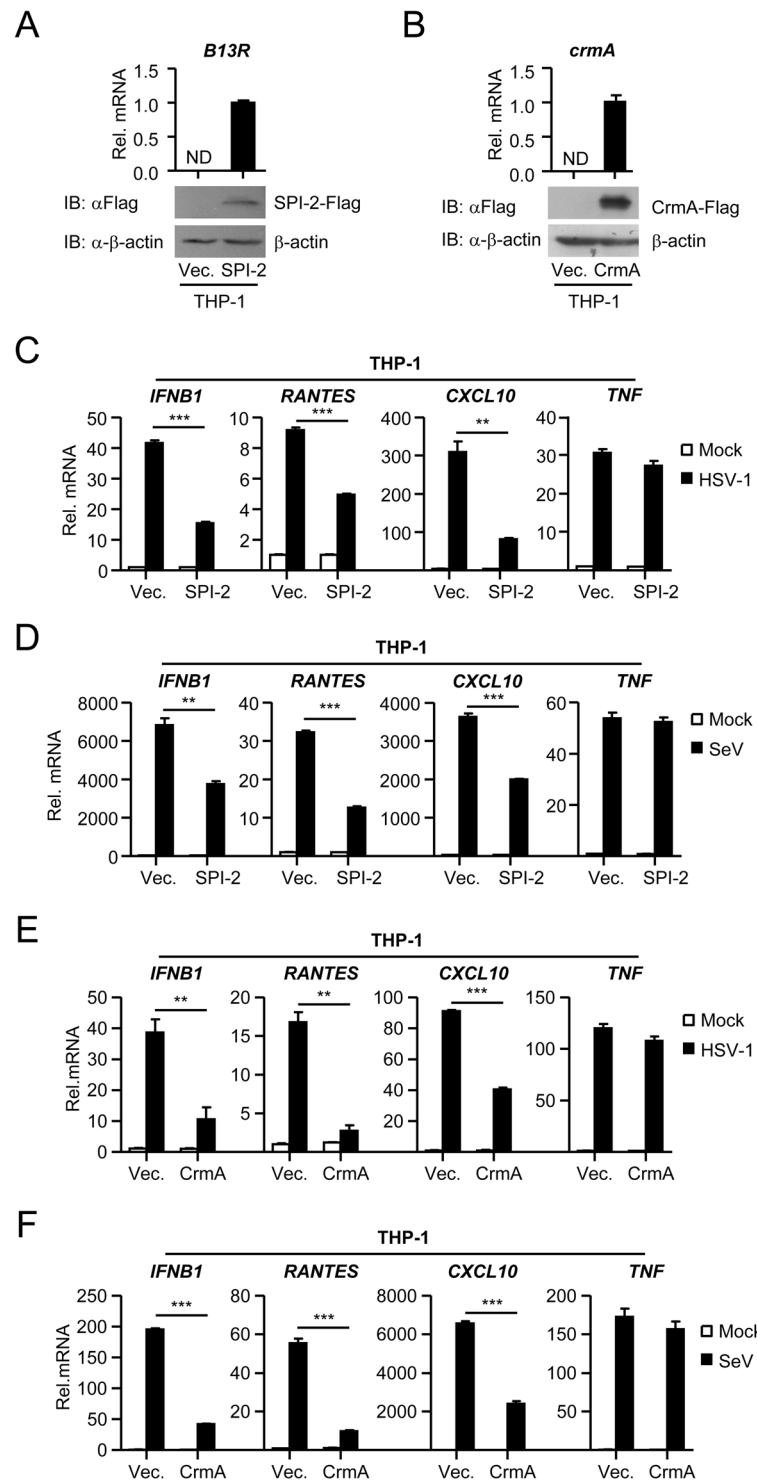 A
B13R
Rel. mRNA
1.5
1.0
0.5
0.0
ND
IB: αFlag
SPI-2-Flag
IB: α-β-actin
β-actin
Vec. SPI-2
THP-1
B
crmA
Rel. mRNA
1.5
1.0
0.5
0.0
ND
IB: αFlag
CrmA-Flag
IB: α-β-actin
β-actin
Vec. CrmA
THP-1
C
THP-1
IFNB1 RANTES CXCL10 TNF
Rel. mRNA
50
40
30
20
10
0
***
Vec. SPI-2
10
8
6
4
2
0
***
Vec. SPI-2
400
300
200
100
**
Vec. SPI-2
40
30
20
10
Vec. SPI-2
Mock
HSV-1
D
THP-1
IFNB1 RANTES CXCL10 TNF
Rel. mRNA
8000
6000
4000
2000
0
**
Vec. SPI-2
40
30
20
10
0
***
Vec. SPI-2
4000
3000
2000
1000
***
Vec. SPI-2
60
40
20
Vec. SPI-2
Mock
SeV
E
THP-1
IFNB1 RANTES CXCL10 TNF
Rel.mRNA
50
40
30
20
10
0
**
Vec. CrmA
20
15
10
5
**
Vec. CrmA
100
80
60
40
20
***
Vec. CrmA
150
100
50
Vec. CrmA
Mock
HSV-1
F
THP-1
IFNB1 RANTES CXCL10 TNF
Rel.mRNA
250
200
150
100
50
0
***
Vec. CrmA
80
60
40
20
***
Vec. CrmA
8000
6000
4000
2000
***
Vec. CrmA
200
150
100
50
Vec. CrmA
Mock
SeV